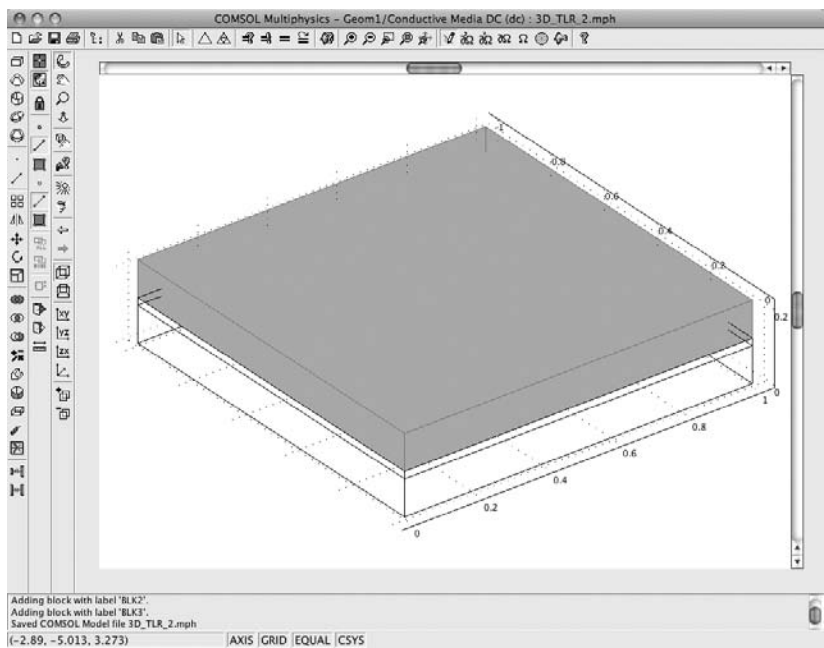 COMSOL Multiphysics - Geom1/Conductive Media DC (dc) : 3D_TLR_2.mph
-1
0.8
0.6
0.4
0.2
0
0.2
0
1
0.8
0.6
0.4
0.2
0
Adding block with label 'BLK2'.
Adding block with label 'BLK3'.
Saved COMSOL Model file 3D_TLR_2.mph
(-2.89, -5.013, 3.273) AXIS GRID EQUAL CSYS